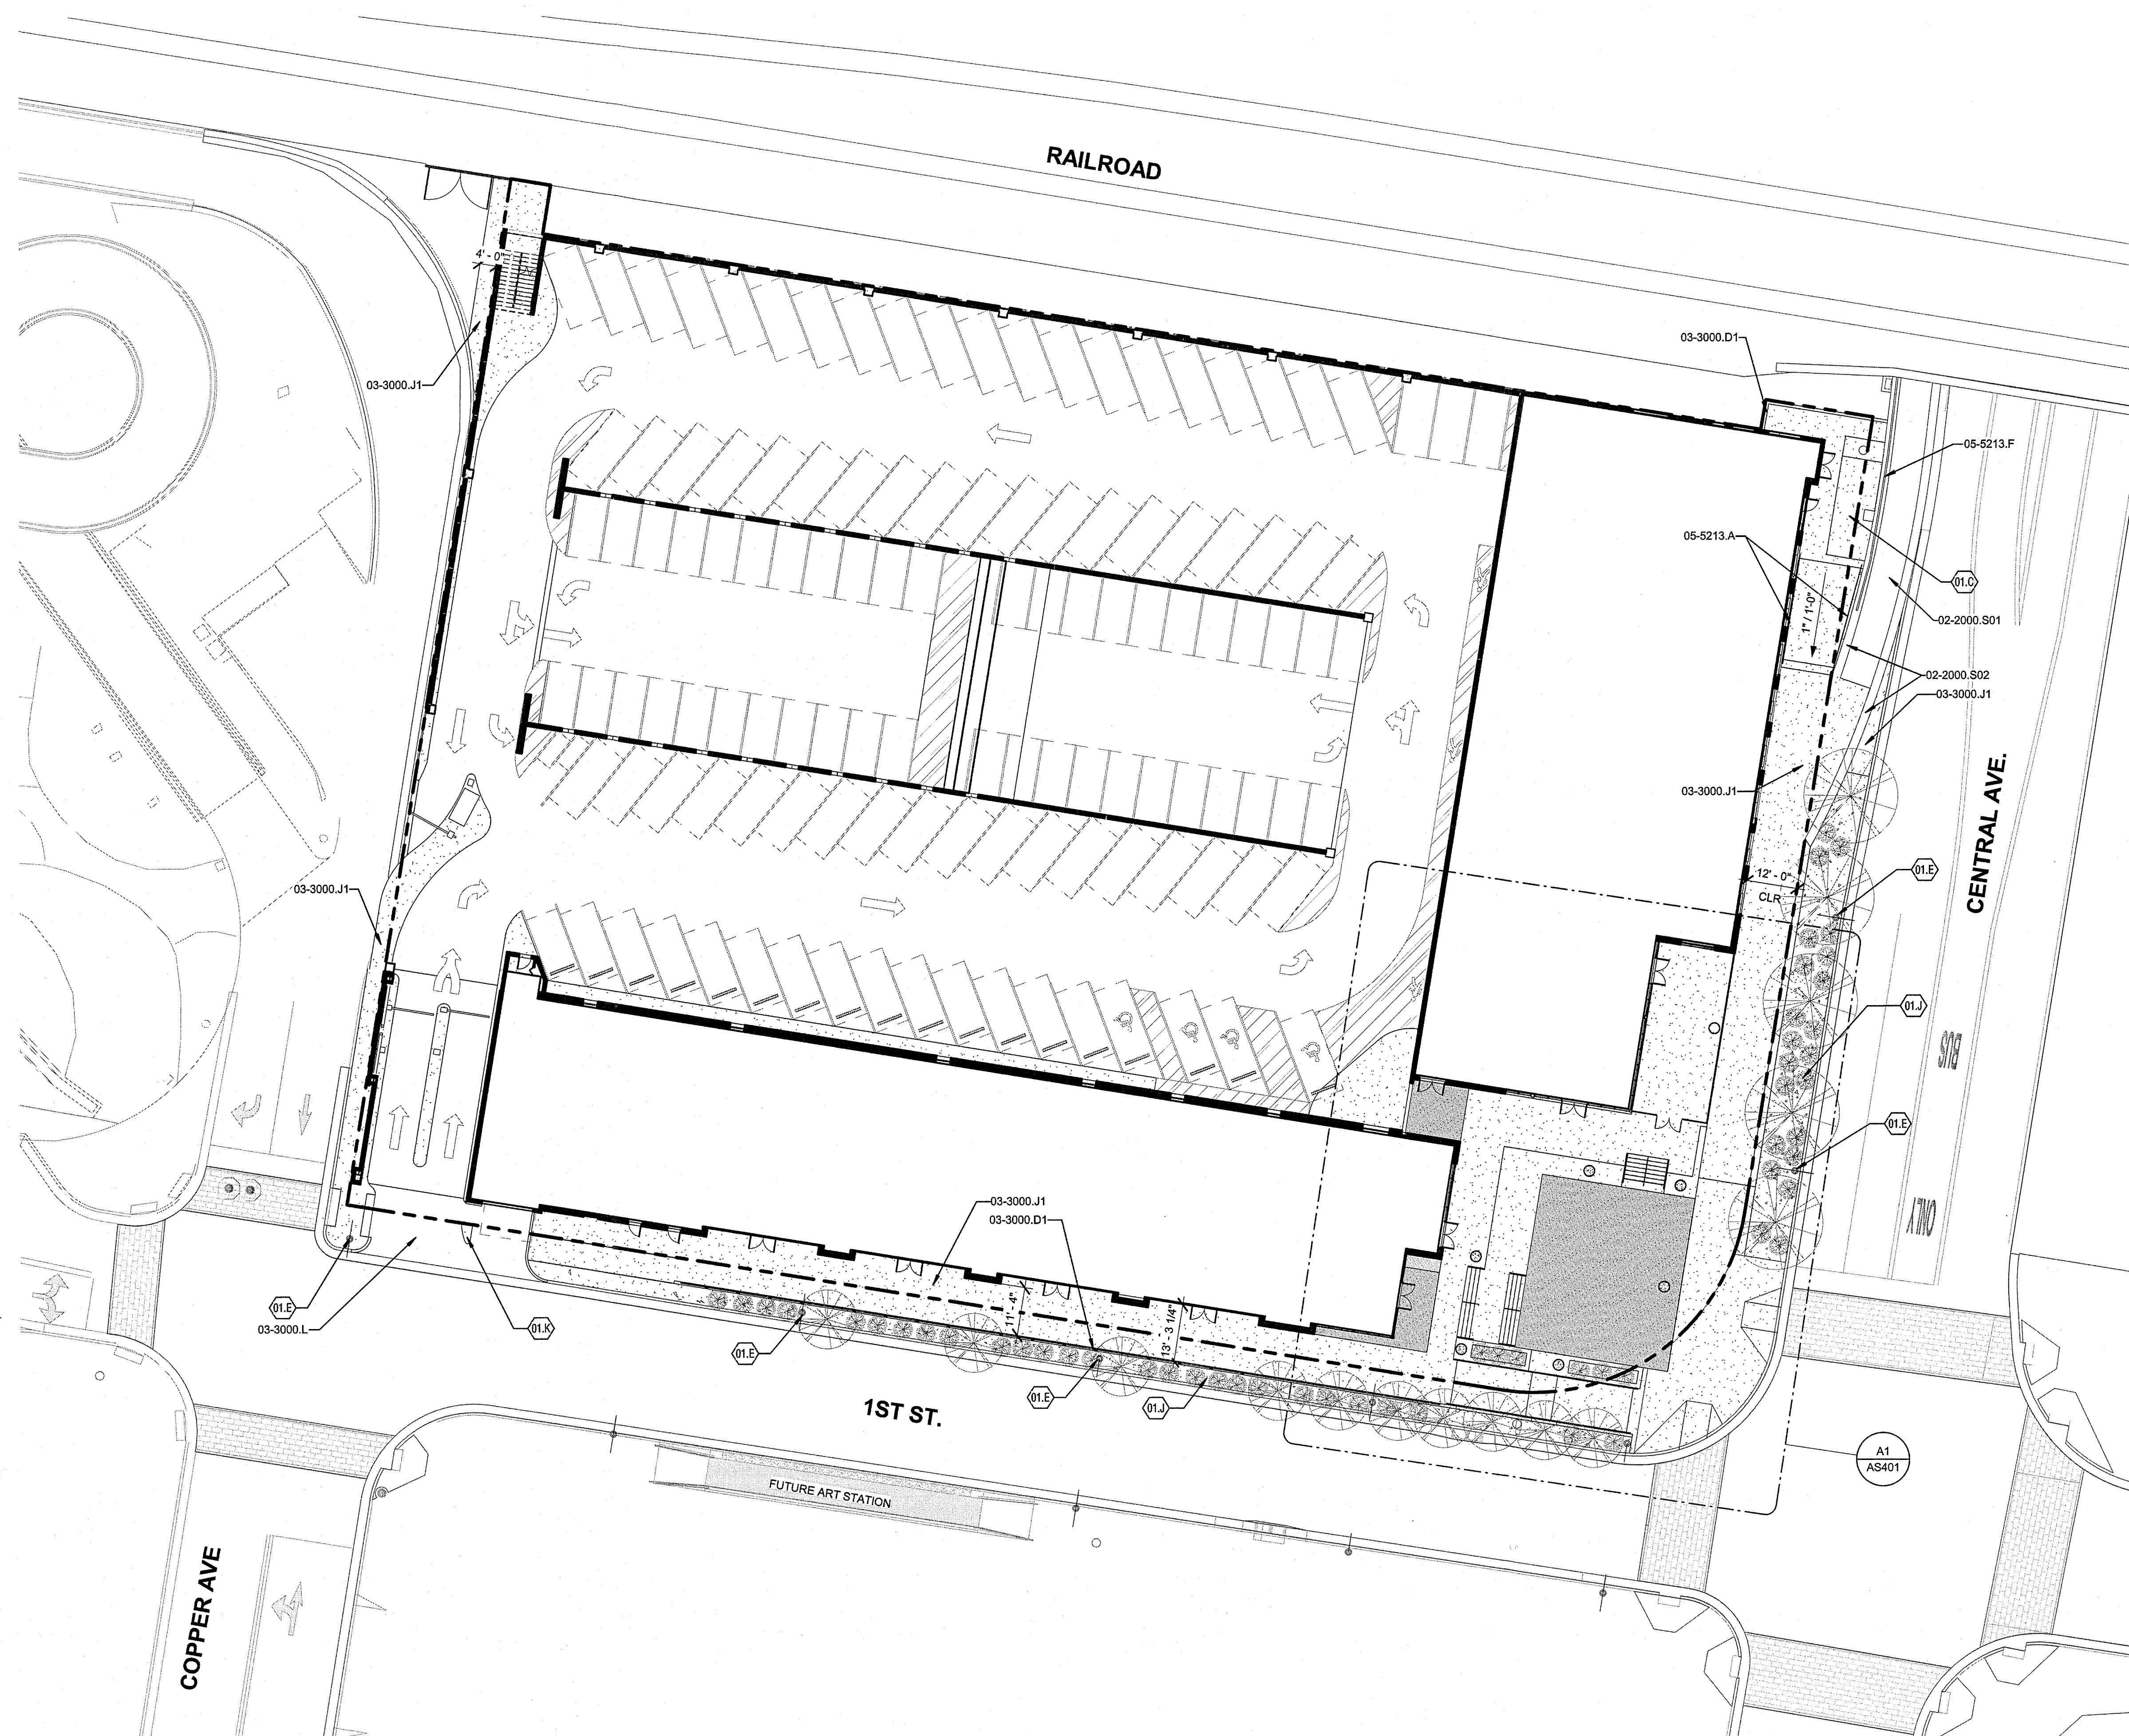 RAILROAD
4' - 0"
03-3000.D1
03-3000.J1
05-5213.F
05-5213.A
01.C
1" / 1'-0"
02-2000.S01
02-2000.S02
03-3000.J1
CENTRAL AVE.
03-3000.J1
12' - 0"
CLR
01.E
03-3000.J1
01.J
BUS
01.E
03-3000.J1
03-3000.D1
ONLY
01.E
03-3000.L
01.K
11' - 4"
13' - 3 1/4"
01.E
01.E
01.J
1ST ST.
A1
AS401
FUTURE ART STATION
COPPER AVE